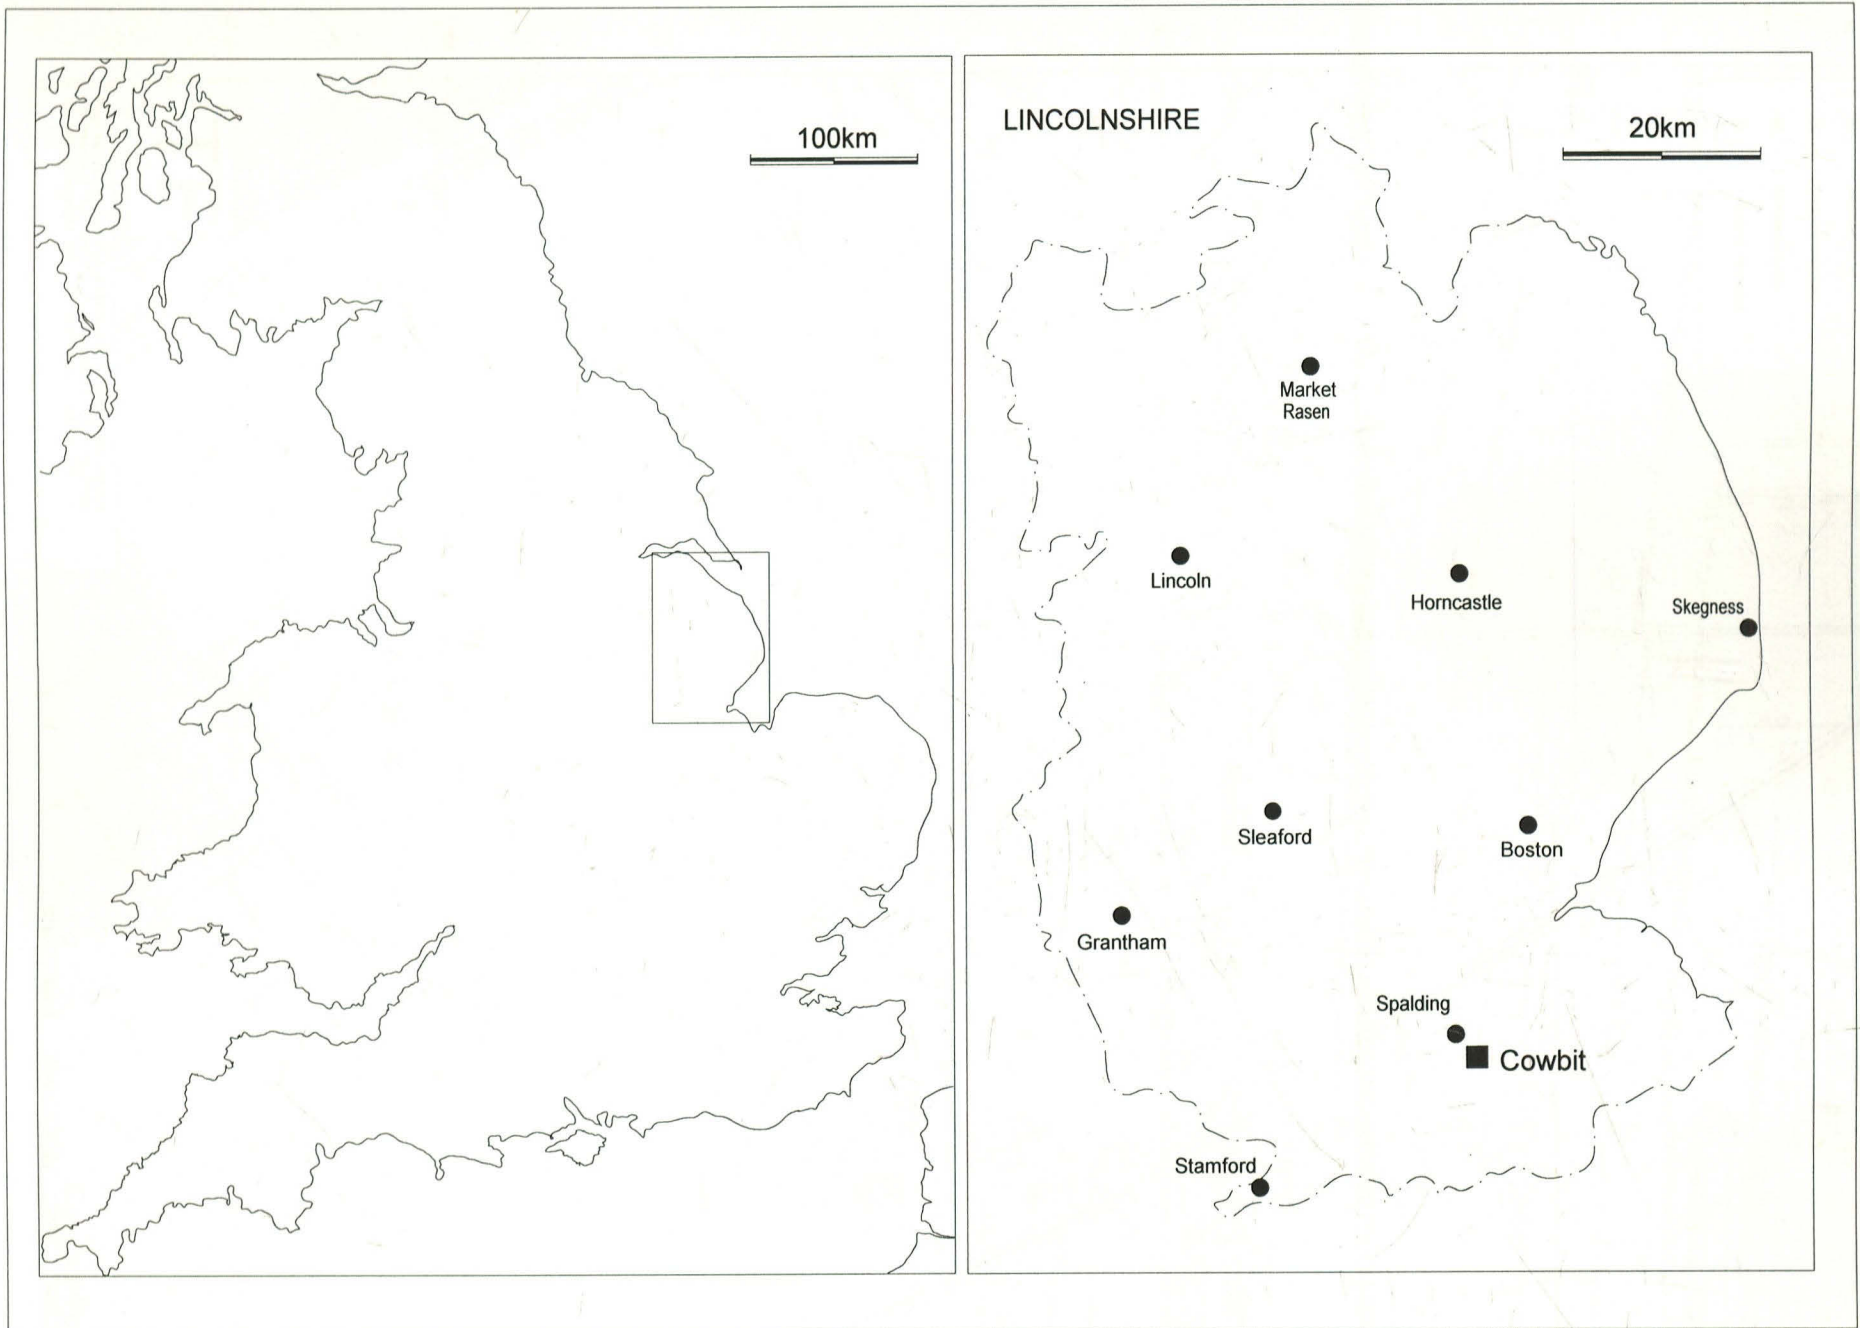 100km
LINCOLNSHIRE
20km
Market
Rasen
Lincoln
Horncastle
Skegness
Sleaford
Boston
Grantham
Spalding
Cowbit
Stamford